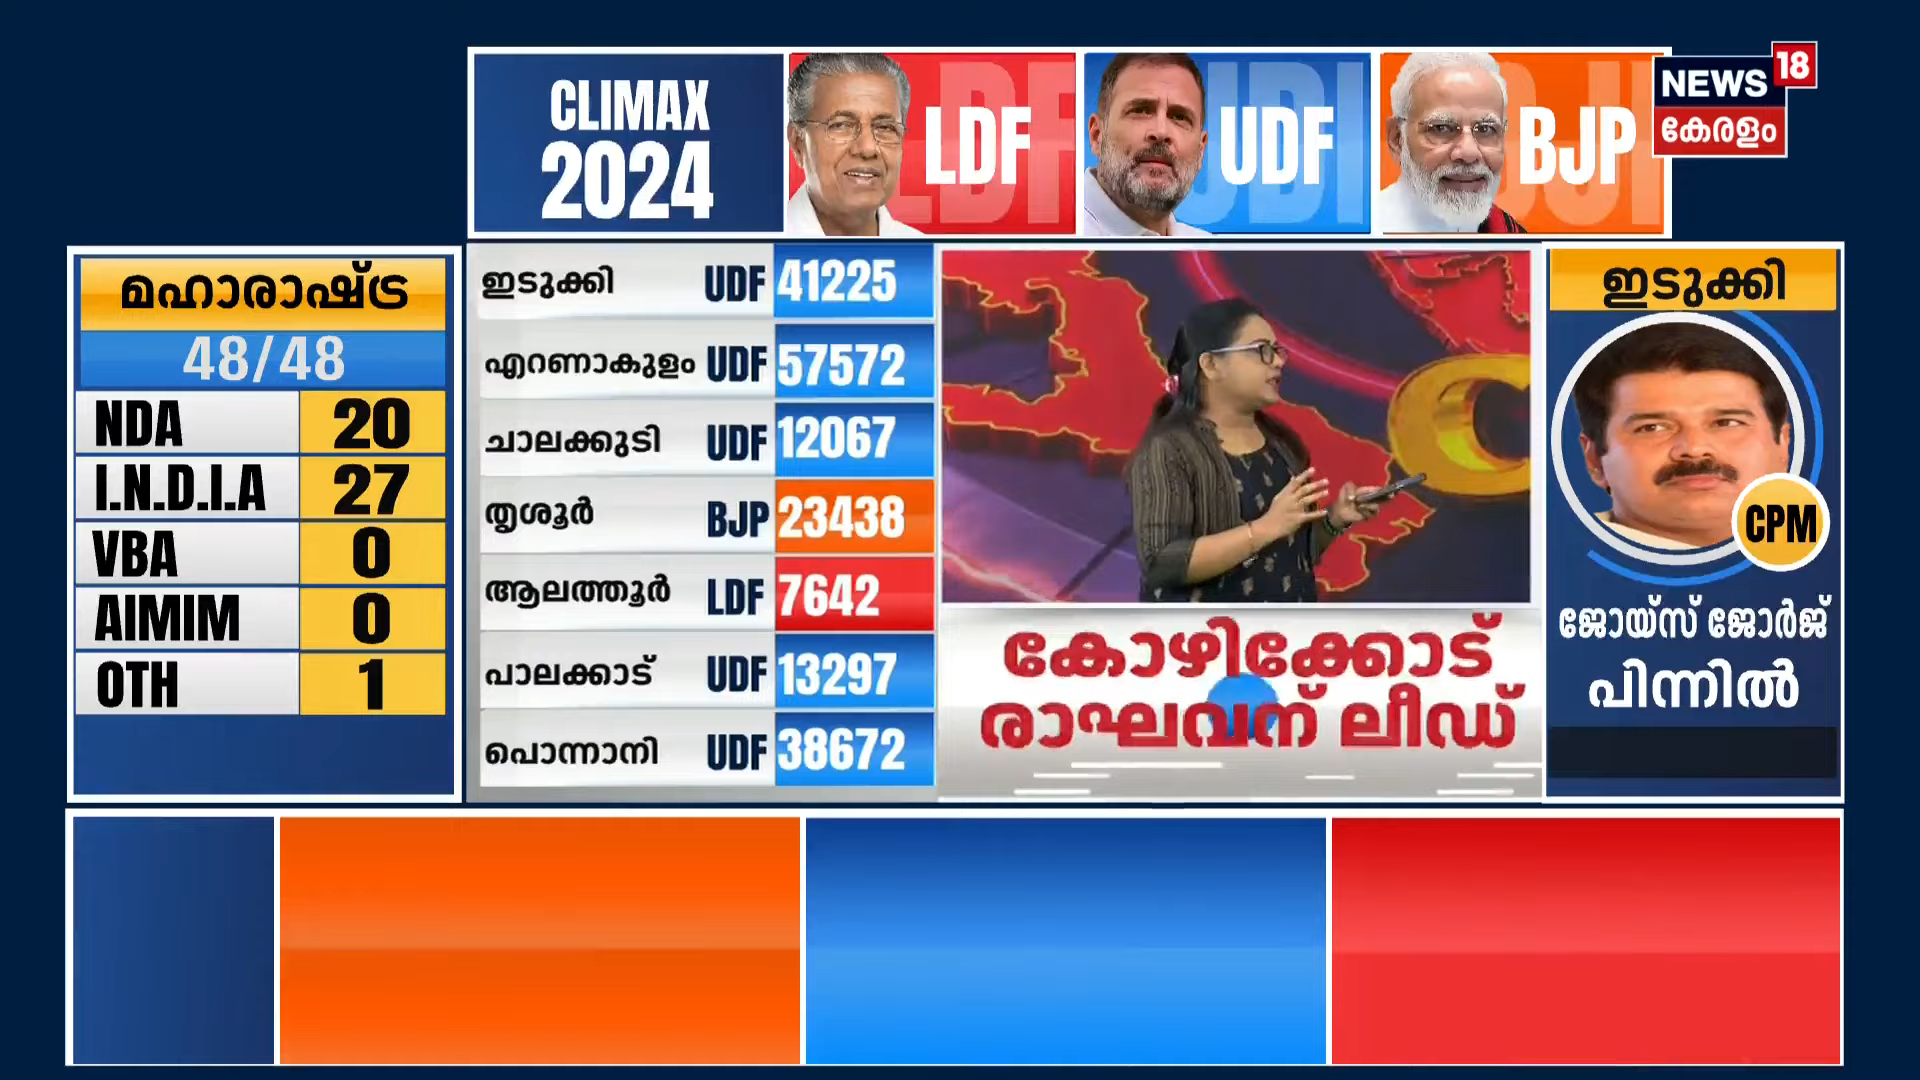 CLIMAX
2024
LDF
UDF
BJP
NEWS 18
കേരളം
മഹാരാഷ്ട്ര
48/48
NDA 20
I.N.D.I.A 27
VBA 0
AIMIM 0
OTH 1
ഇടുക്കി UDF 41225
എറണാകുളം UDF 57572
ചാലക്കുടി UDF 12067
തൃശൂർ BJP 23438
ആലത്തൂർ LDF 7642
പാലക്കാട് UDF 13297
പൊന്നാനി UDF 38672
കോഴിക്കോട്
രാഘവന് ലീഡ്
ഇടുക്കി
CPM
ജോയ്സ് ജോർജ്
പിന്നിൽ